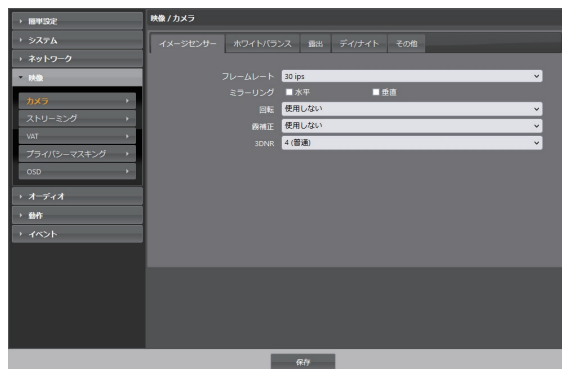 簡単設定
システム
ネットワーク
映像
カメラ
ストリーミング
VAT
プライバシーマスキング
OSD
オーディオ
動作
イベント
映像 / カメラ
イメージセンサー ホワイトバランス 露出 デイ/ナイト その他
フレームレート 30 ips
ミラーリング 水平 垂直
回転 使用しない
霧補正 使用しない
3DNR 4 (普通)
保存